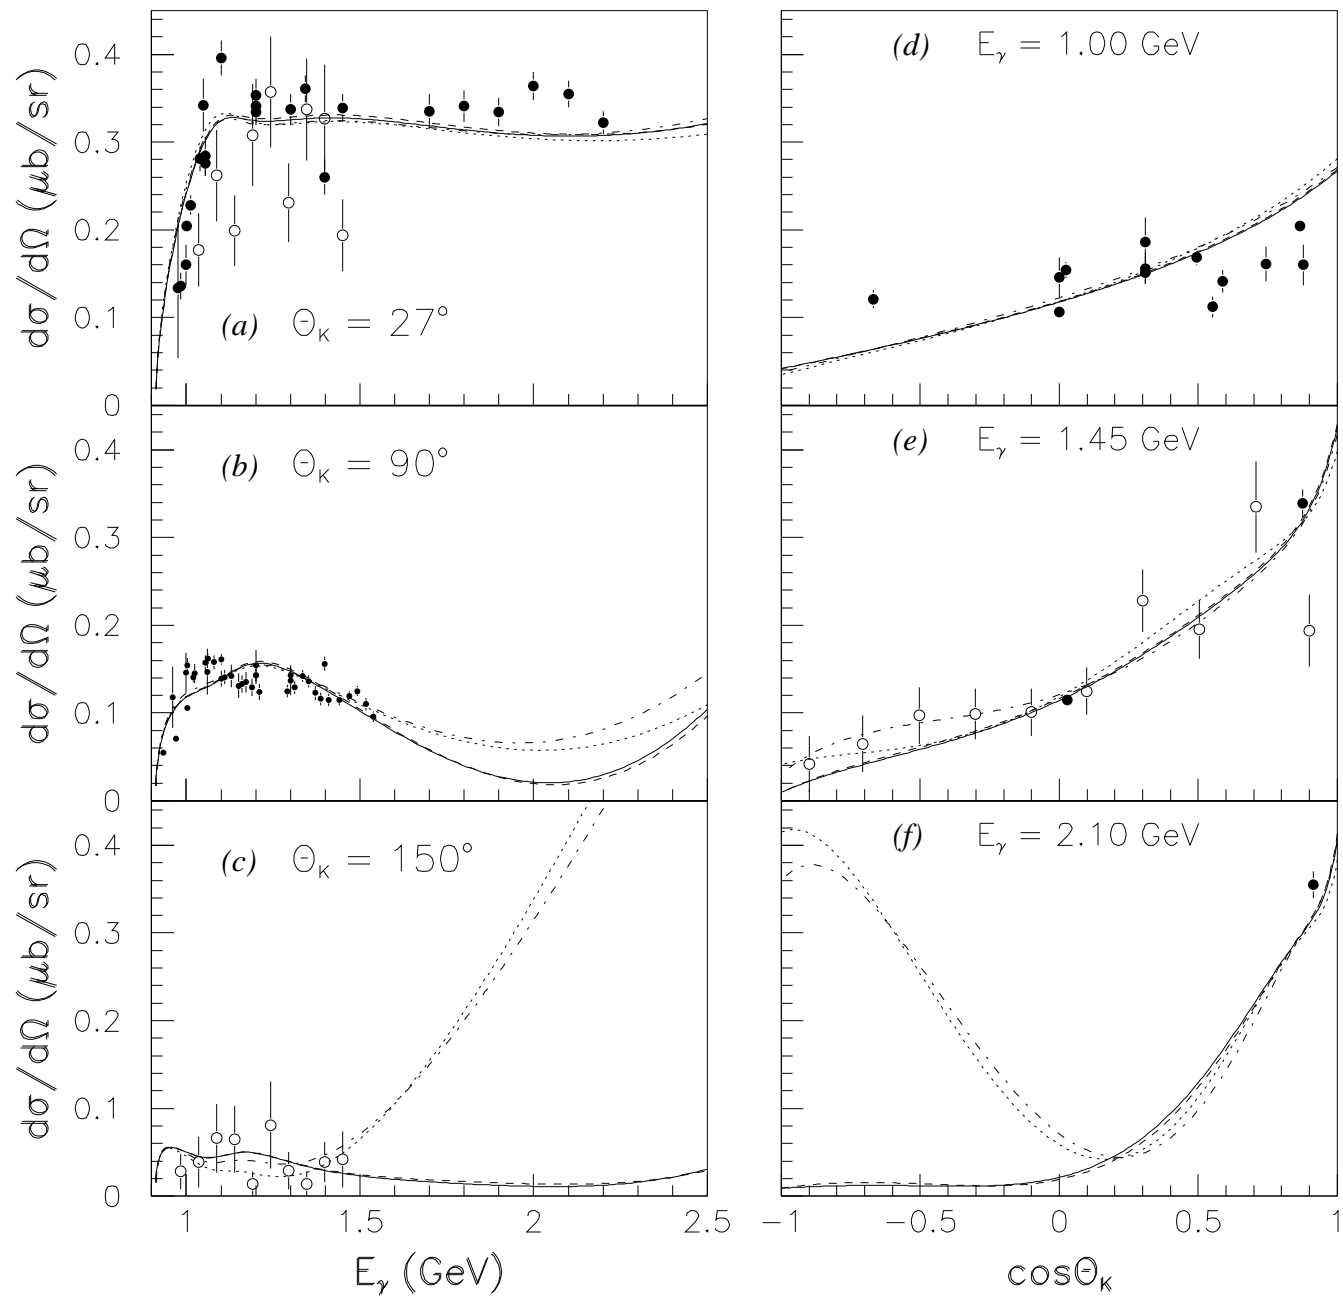 (a) Θ_K = 27°
dσ/dΩ (μb/sr)
0.4
0.3
0.2
0.1
0
(d) E_γ = 1.00 GeV
(b) Θ_K = 90°
dσ/dΩ (μb/sr)
0.4
0.3
0.2
0.1
0
(e) E_γ = 1.45 GeV
(c) Θ_K = 150°
dσ/dΩ (μb/sr)
0.4
0.3
0.2
0.1
0
(f) E_γ = 2.10 GeV
1 1.5 2 2.5
E_γ (GeV)
−1 −0.5 0 0.5 1
cosΘ_K